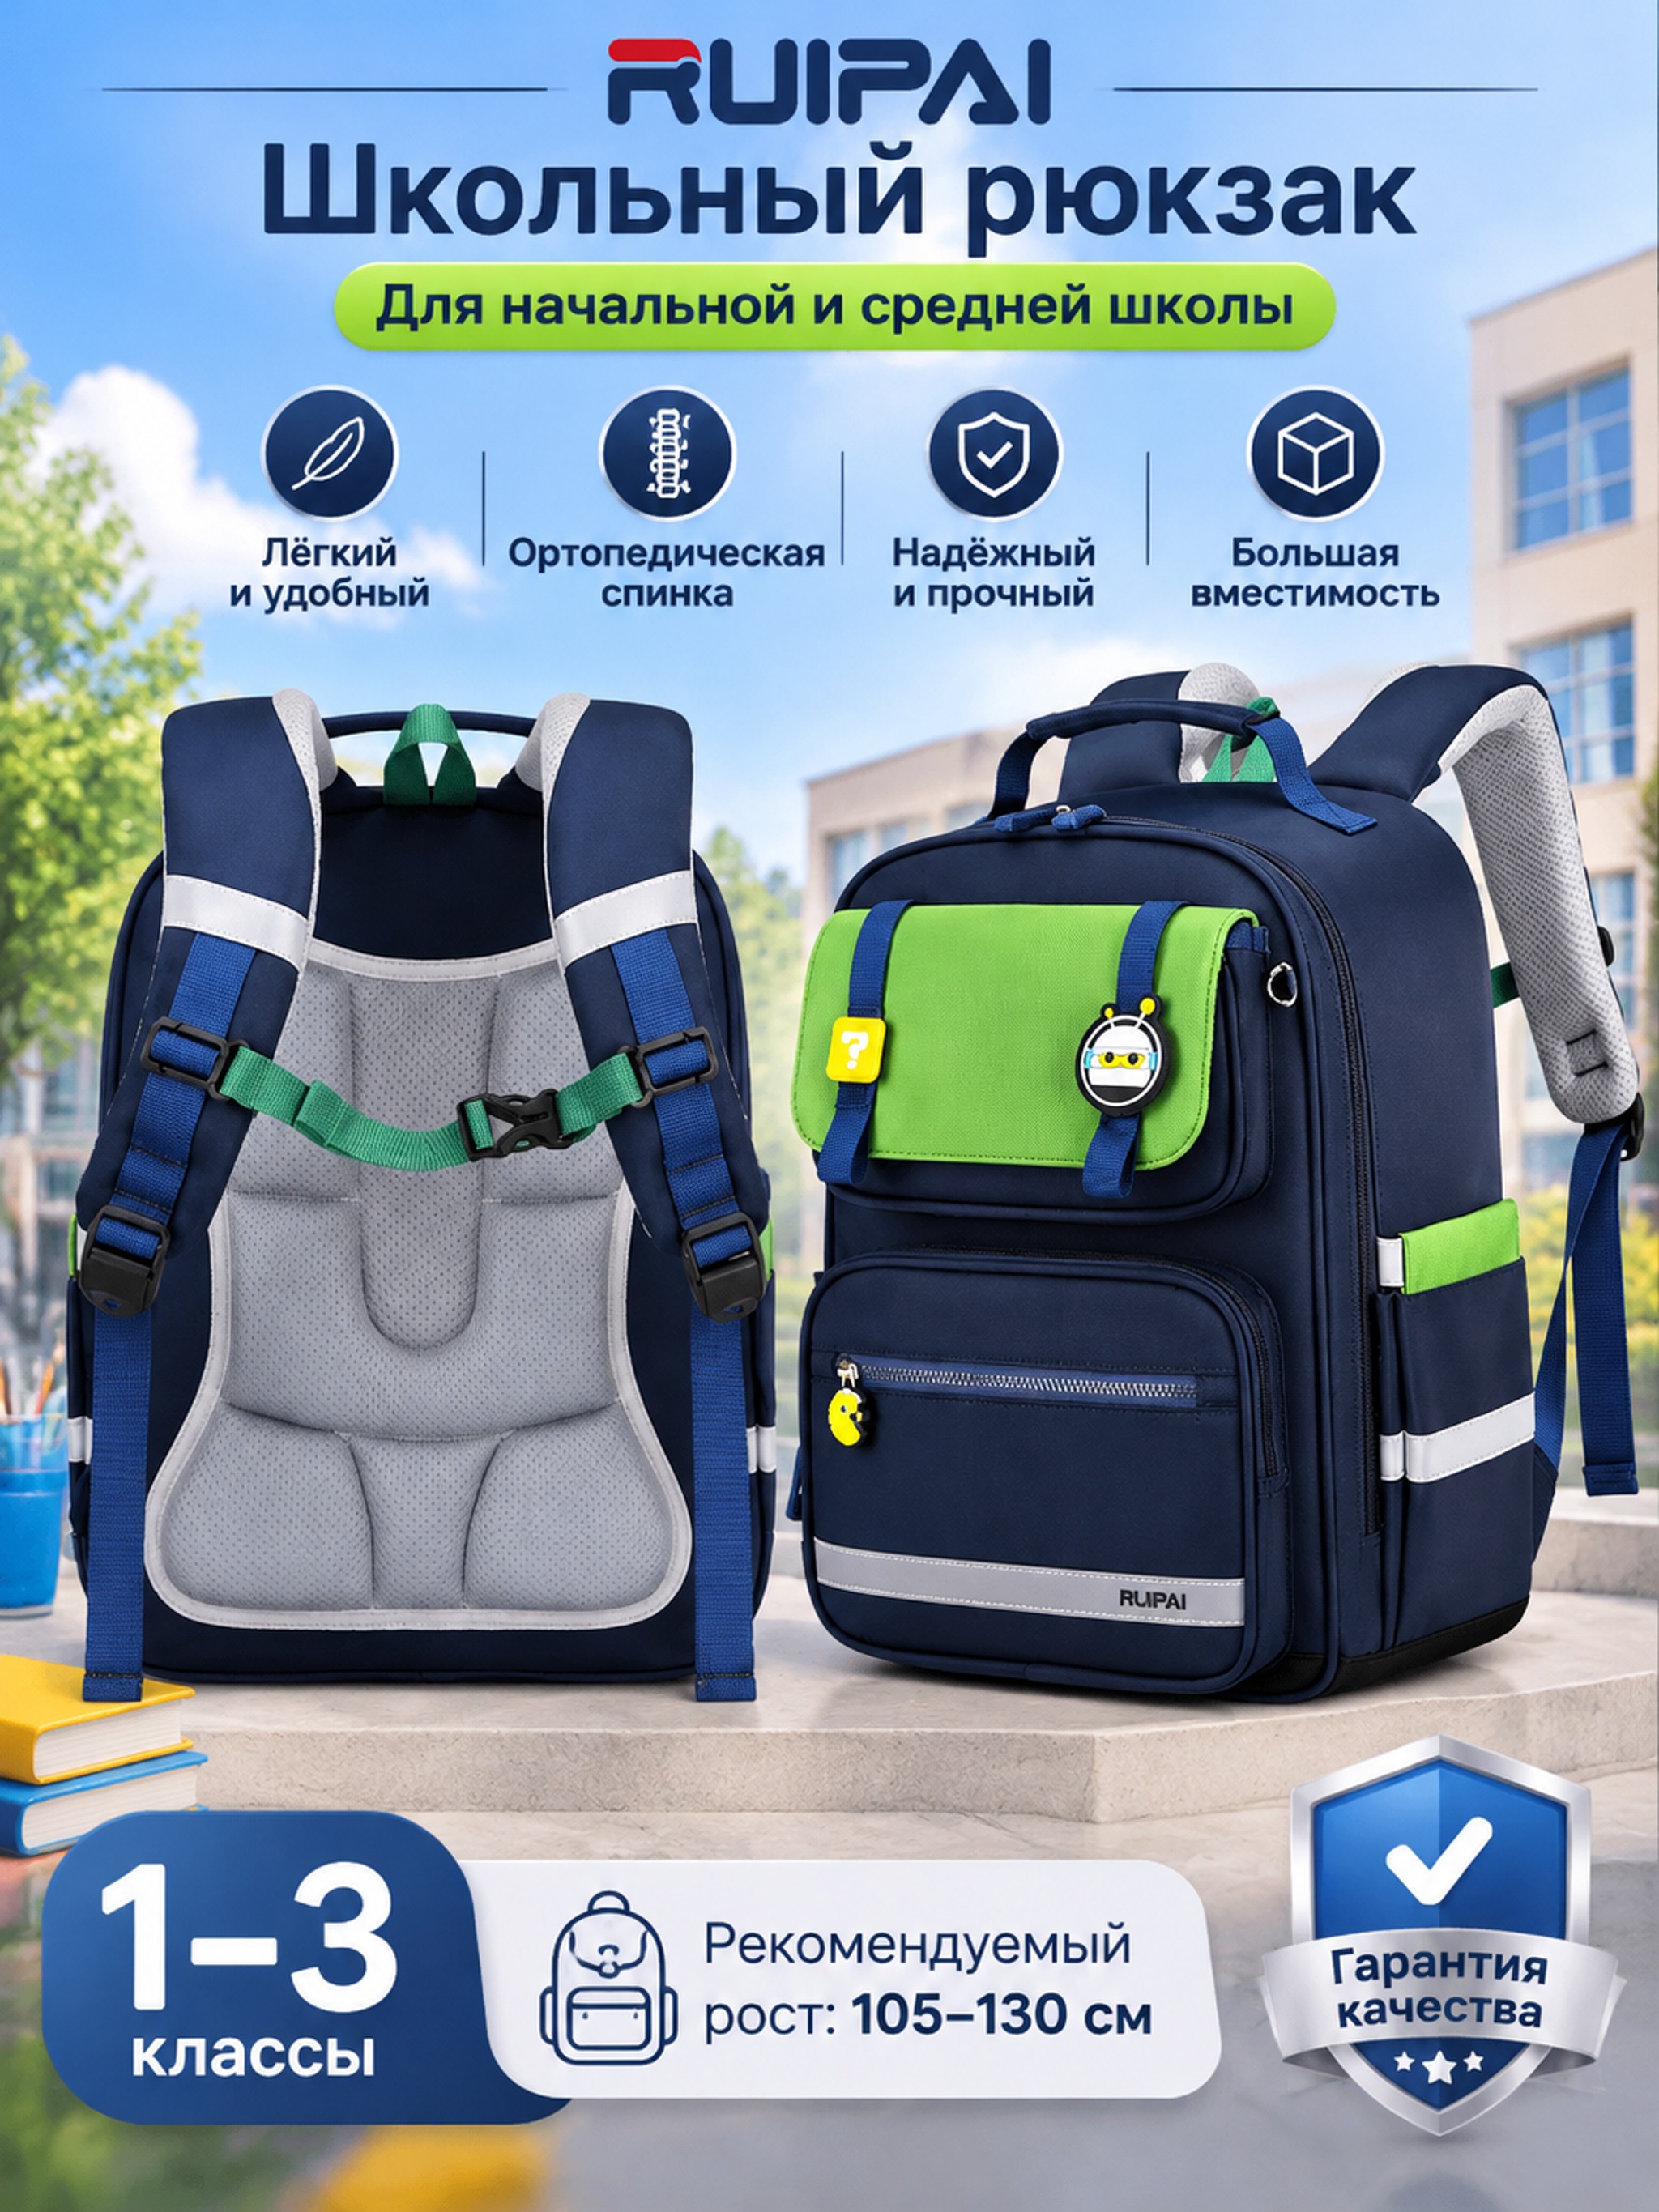 RUIPAI
Школьный рюкзак
Для начальной и средней школы
Лёгкий
и удобный
Ортопедическая
спинка
Надёжный
и прочный
Большая
вместимость
?
RUIPAI
1–3
классы
Рекомендуемый
рост: 105–130 см
Гарантия
качества